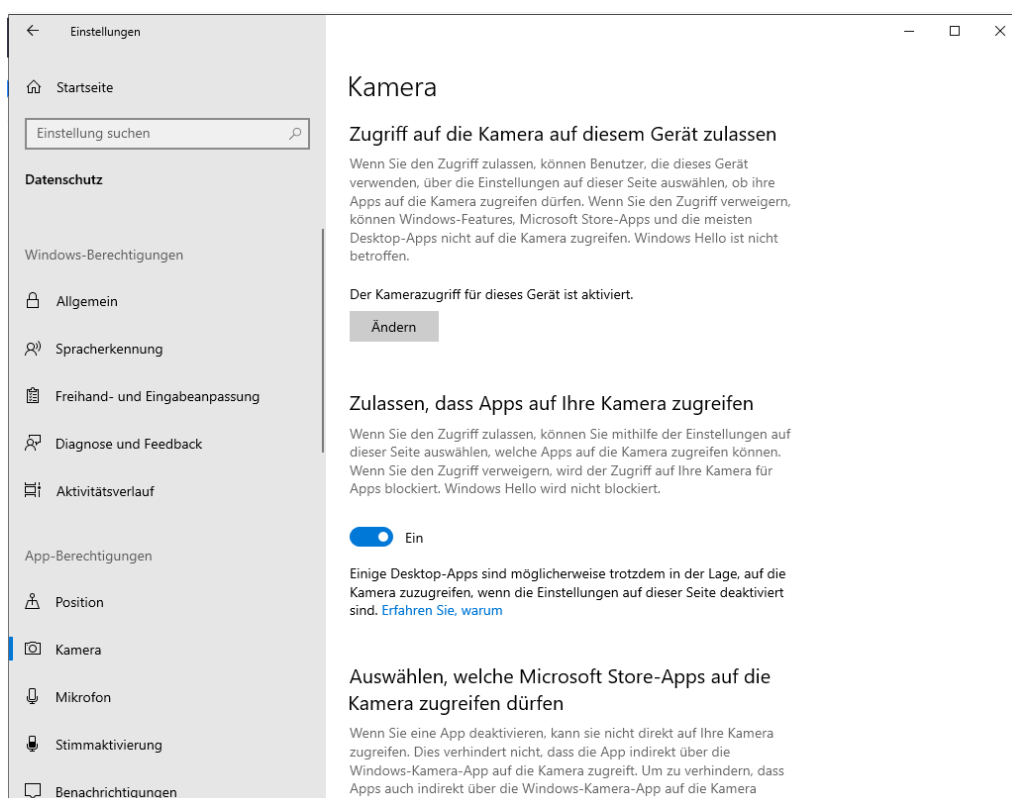 Einstellungen
Startseite
Einstellung suchen
Datenschutz
Windows-Berechtigungen
Allgemein
Spracherkennung
Freihand- und Eingabeanpassung
Diagnose und Feedback
Aktivitätsverlauf
App-Berechtigungen
Position
Kamera
Mikrofon
Stimmaktivierung
Benachrichtigungen
Kamera
Zugriff auf die Kamera auf diesem Gerät zulassen
Wenn Sie den Zugriff zulassen, können Benutzer, die dieses Gerät
verwenden, über die Einstellungen auf dieser Seite auswählen, ob ihre
Apps auf die Kamera zugreifen dürfen. Wenn Sie den Zugriff verweigern,
können Windows-Features, Microsoft Store-Apps und die meisten
Desktop-Apps nicht auf die Kamera zugreifen. Windows Hello ist nicht
betroffen.
Der Kamerazugriff für dieses Gerät ist aktiviert.
Ändern
Zulassen, dass Apps auf Ihre Kamera zugreifen
Wenn Sie den Zugriff zulassen, können Sie mithilfe der Einstellungen auf
dieser Seite auswählen, welche Apps auf die Kamera zugreifen können.
Wenn Sie den Zugriff verweigern, wird der Zugriff auf Ihre Kamera für
Apps blockiert. Windows Hello wird nicht blockiert.
Ein
Einige Desktop-Apps sind möglicherweise trotzdem in der Lage, auf die
Kamera zuzugreifen, wenn die Einstellungen auf dieser Seite deaktiviert
sind. Erfahren Sie, warum
Auswählen, welche Microsoft Store-Apps auf die
Kamera zugreifen dürfen
Wenn Sie eine App deaktivieren, kann sie nicht direkt auf Ihre Kamera
zugreifen. Dies verhindert nicht, dass die App indirekt über die
Windows-Kamera-App auf die Kamera zugreift. Um zu verhindern, dass
Apps auch indirekt über die Windows-Kamera-App auf die Kamera